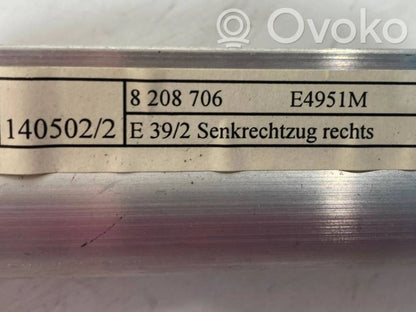 Ovoko
8 208 706 E4951M
140502/2 E 39/2 Senkrechtzug rechts